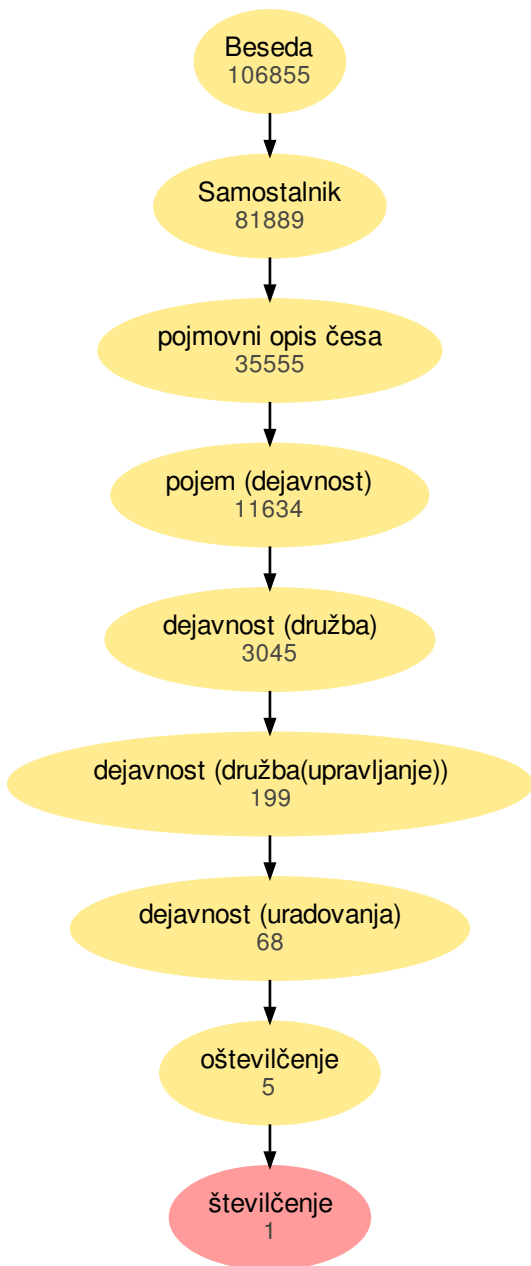 Beseda
106855
Samostalnik
81889
pojmovni opis česa
35555
pojem (dejavnost)
11634
dejavnost (družba)
3045
dejavnost (družba(upravljanje))
199
dejavnost (uradovanja)
68
oštevilčenje
5
številčenje
1